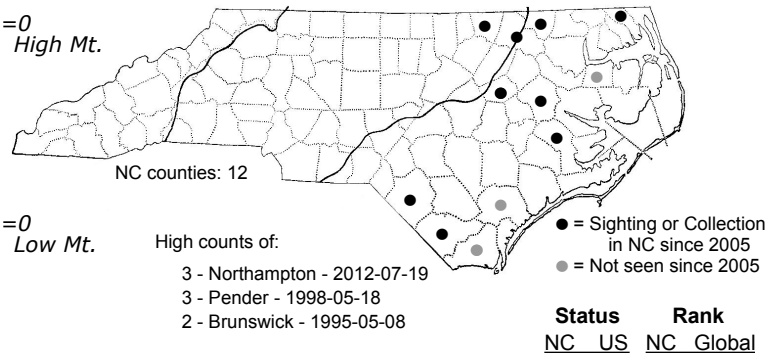 =0
High Mt.
NC counties: 12
=0
Low Mt.
High counts of:
3 - Northampton - 2012-07-19
3 - Pender - 1998-05-18
2 - Brunswick - 1995-05-08
= Sighting or Collection
in NC since 2005
= Not seen since 2005
Status Rank
NC US NC Global